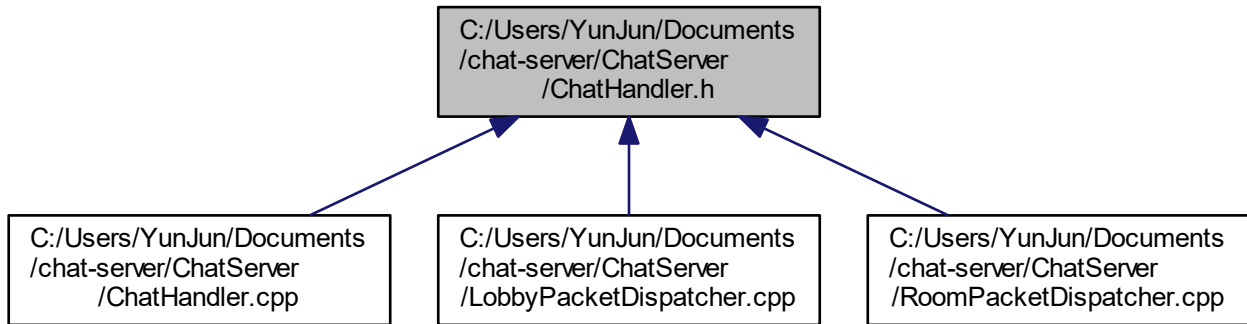 C:/Users/YunJun/Documents
/chat-server/ChatServer
/ChatHandler.h
C:/Users/YunJun/Documents
/chat-server/ChatServer
/ChatHandler.cpp
C:/Users/YunJun/Documents
/chat-server/ChatServer
/LobbyPacketDispatcher.cpp
C:/Users/YunJun/Documents
/chat-server/ChatServer
/RoomPacketDispatcher.cpp